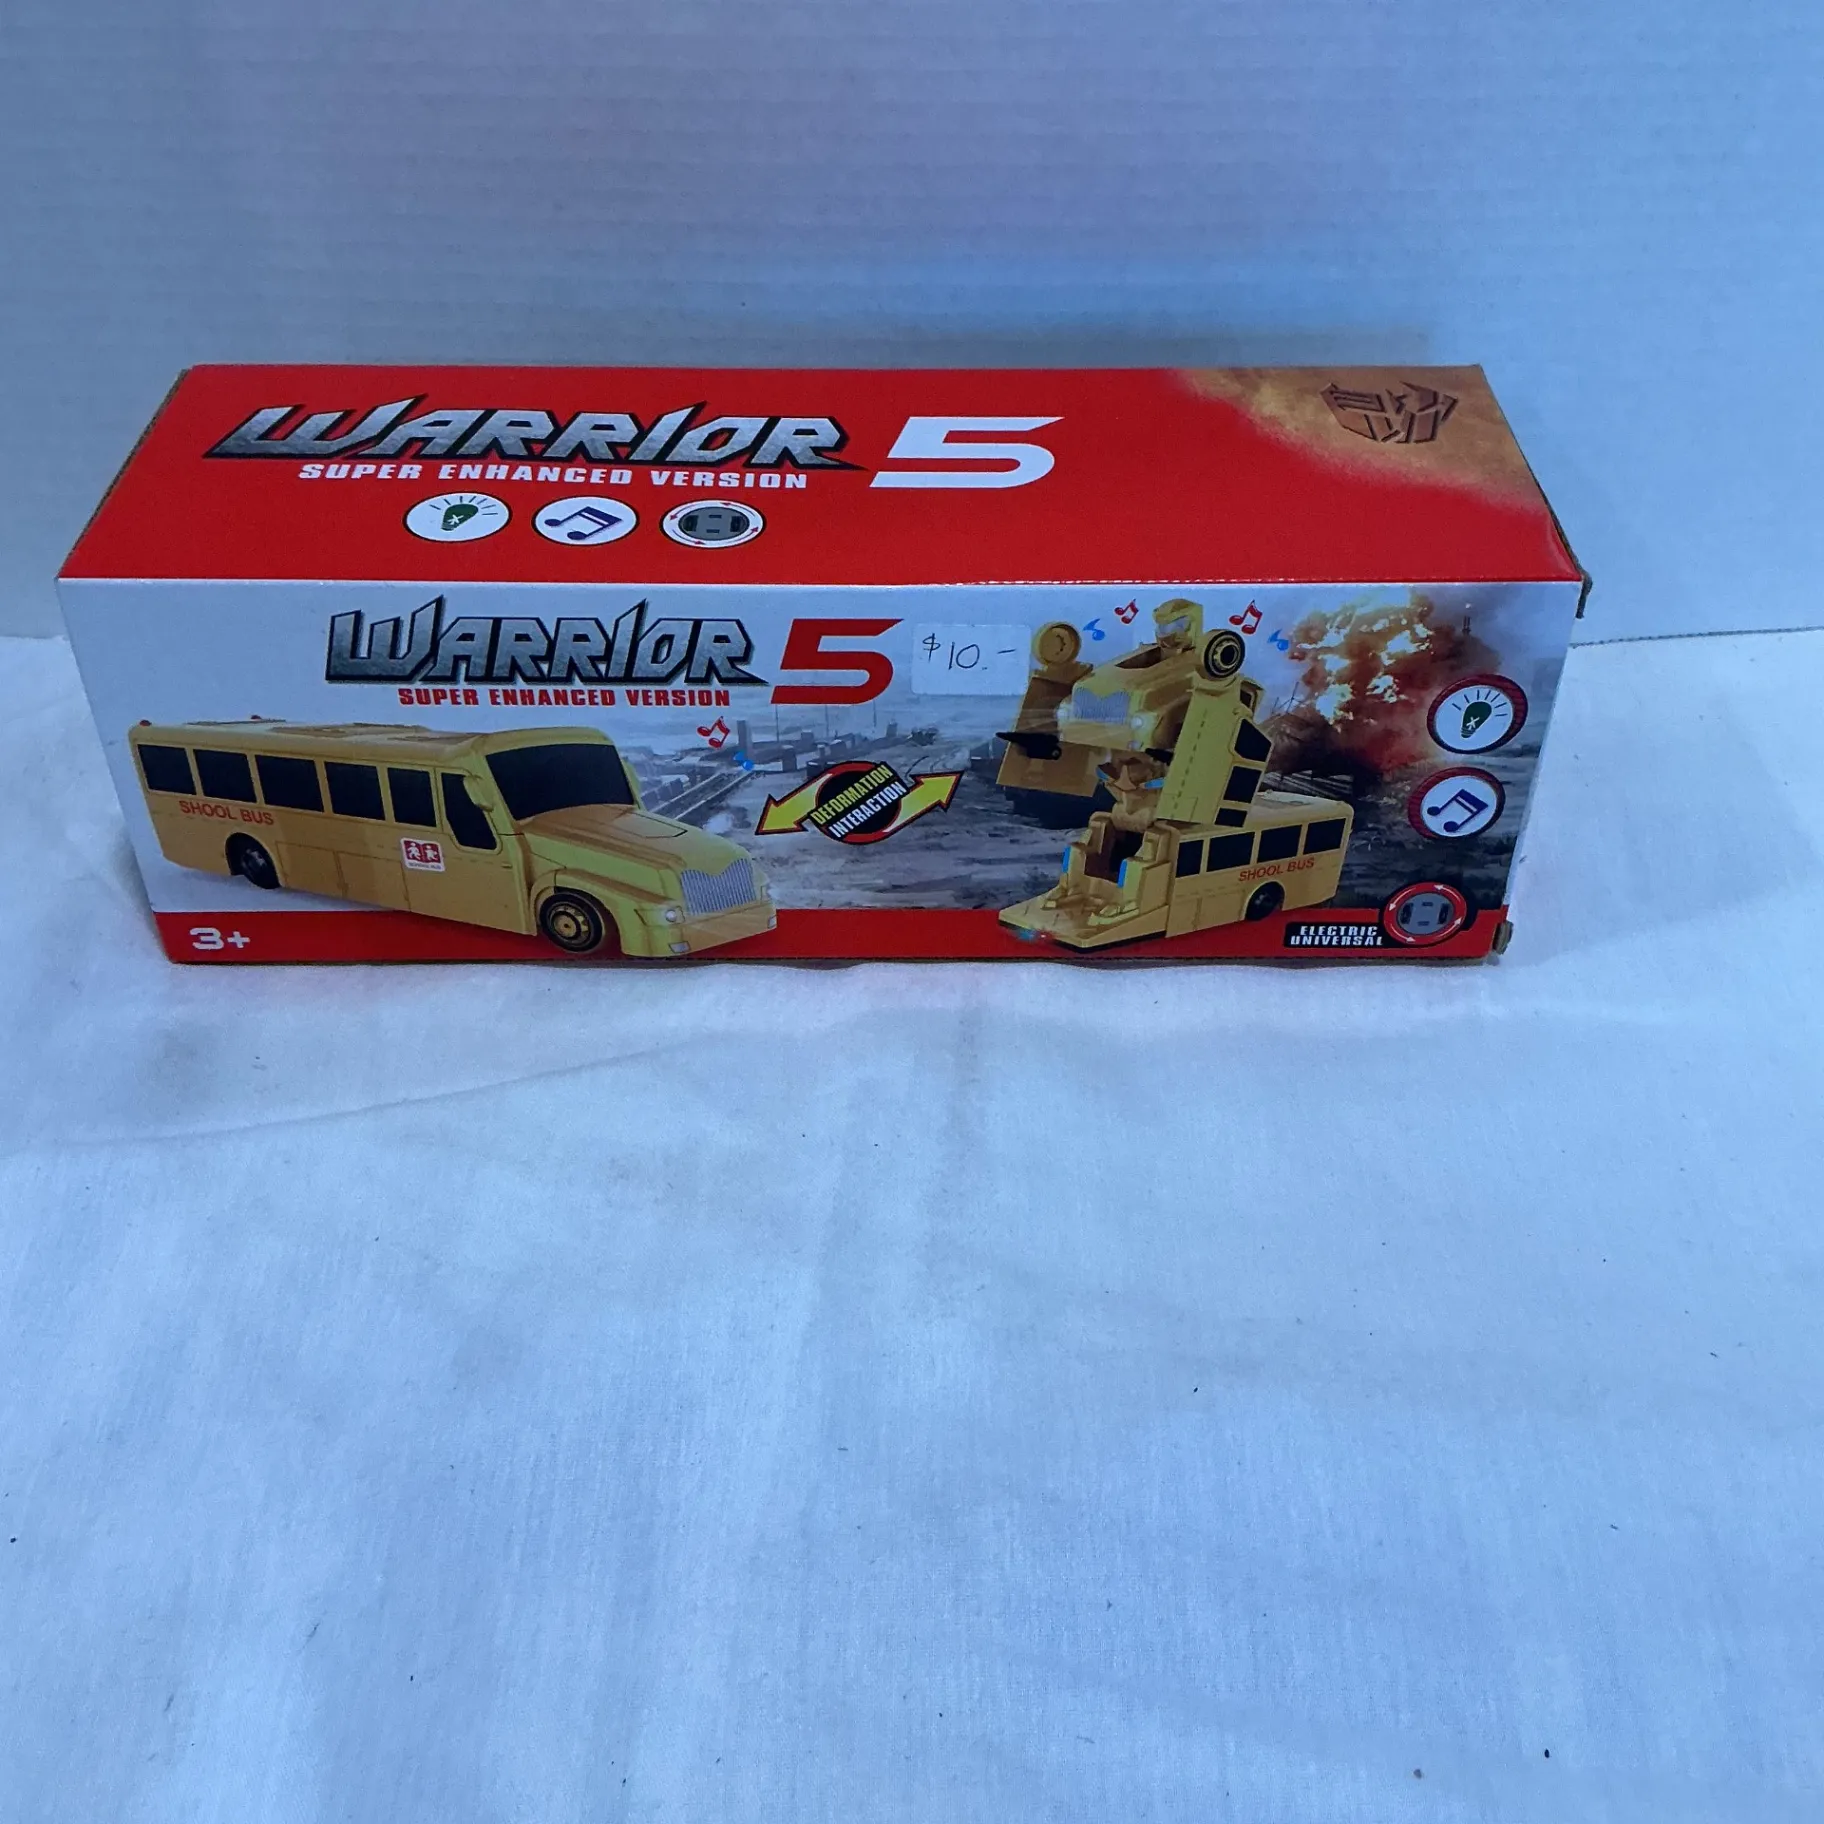 WARRIOR 5
SUPER ENHANCED VERSION
WARRIOR 5
SUPER ENHANCED VERSION
$10.-
SHOOL BUS
DEFORMATION
INTERACTION
SHOOL BUS
3+
ELECTRIC
UNIVERSAL